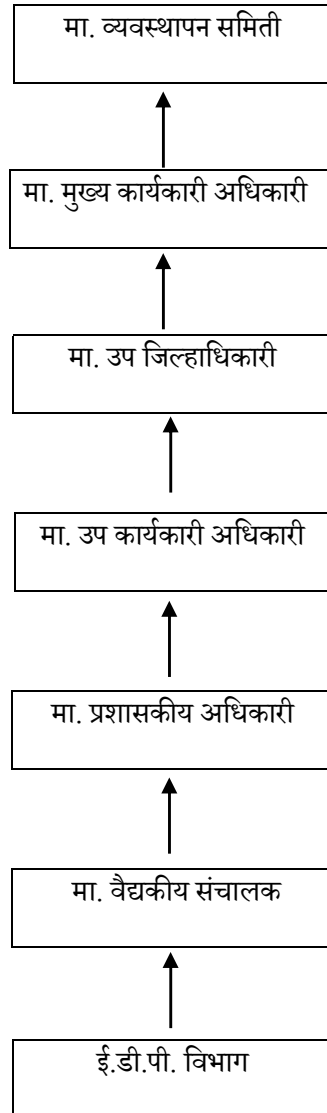 मा. व्यवस्थापन समिती
मा. मुख्य कार्यकारी अधिकारी
मा. उप जिल्हाधिकारी
मा. उप कार्यकारी अधिकारी
मा. प्रशासकीय अधिकारी
मा. वैद्यकीय संचालक
ई.डी.पी. विभाग